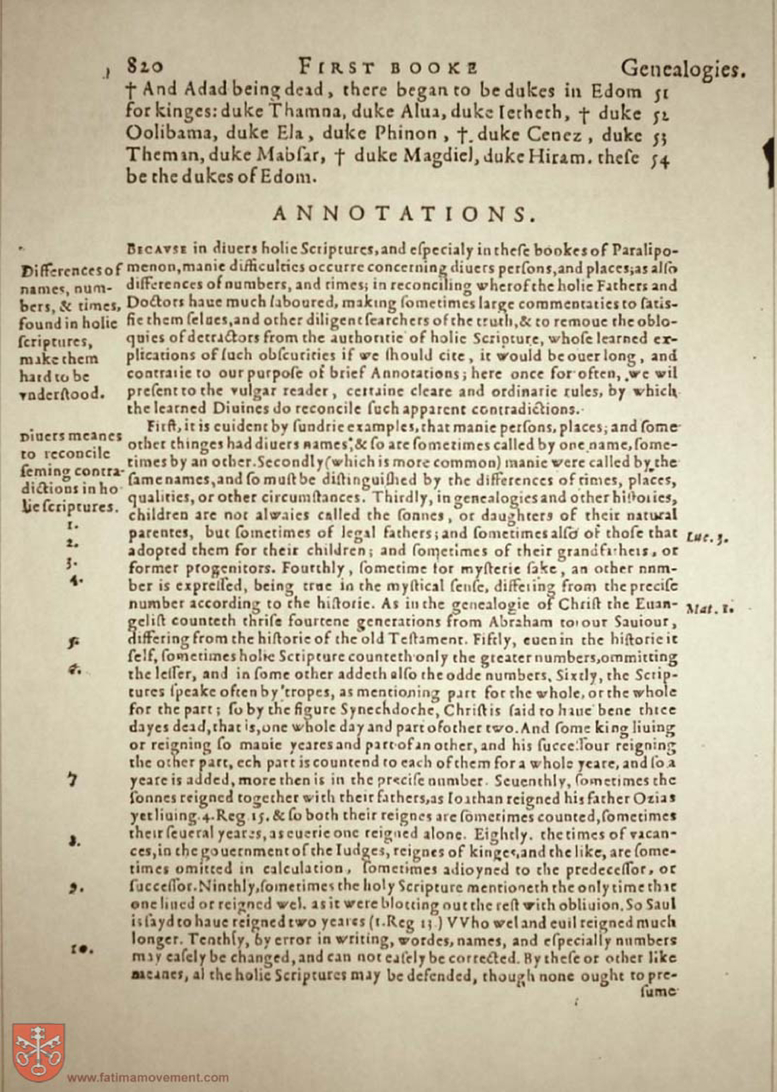 820 FIRST BOOKE Genealogies.
† And Adad being dead, there began to be dukes in Edom 51
for kinges: duke Thamna, duke Alua, duke Ietheth, † duke 52
Oolibama, duke Ela, duke Phinon, †. duke Cenez, duke 53
Theman, duke Mabſar, † duke Magdiel, duke Hiram. theſe 54
be the dukes of Edom.
ANNOTATIONS.
BECAVSE in diuers holie Scriptures, and eſpecialy in theſe bookes of Paralipo-
menon, manie difficulties occurre concerning diuers perſons, and places; as alſo
differences of numbers, and times; in reconciling wherof the holie Fathers and
Doctors haue much laboured, making ſometimes large commentaries to ſatis-
fie them ſelues, and other diligent ſearchers of the truth, & to remoue the oblo-
quies of detractors from the authoritie of holie Scripture, whoſe learned ex-
plications of ſuch obſcurities if we ſhould cite, it would be ouer long, and
contratie to our purpoſe of brief Annotations; here once for often, we wil
preſent to the vulgar reader, certaine cleare and ordinarie rules, by which
the learned Diuines do reconcile ſuch apparent contradictions.
Differences of
names, num-
bers, & times,
found in holie
ſcriptures,
make them
hard to be
vnderſtood.
Firſt, it is euident by ſundrie examples, that manie perſons, places; and ſome
other thinges had diuers names; & ſo are ſometimes called by one name, ſome-
times by an other. Secondly (which is more common) manie were called by the
ſame names, and ſo muſt be diſtinguiſhed by the differences of times, places,
qualities, or other circumſtances. Thirdly, in genealogies and other hiſtories,
children are not alwaies called the ſonnes, or daughters of their natural
parentes, but ſometimes of legal fathers; and ſometimes alſo of thoſe that
adopted them for their children; and ſometimes of their grandfathers, or
former progenitors. Fourthly, ſometime for myſterie ſake, an other num-
ber is expreſſed, being true in the myſtical ſenſe, differing from the preciſe
number according to the hiſtorie. As in the genealogie of Chriſt the Euan-
geliſt counteth thriſe fourtene generations from Abraham to our Sauiour,
differing from the hiſtorie of the old Teſtament. Fiftly, euen in the hiſtorie it
ſelf, ſometimes holie Scripture counteth only the greater numbers, ommitting
the leſſer, and in ſome other addeth alſo the odde numbers. Sixtly, the Scrip-
tures ſpeake often by tropes, as mentioning part for the whole, or the whole
for the part; ſo by the figure Synechdoche, Chriſt is ſaid to haue bene three
dayes dead, that is, one whole day and part of other two. And ſome king liuing
or reigning ſo manie yeares and part of an other, and his ſucceſſour reigning
the other part, ech part is countend to each of them for a whole yeare, and ſo a
yeare is added, more then is in the preciſe number. Seuenthly, ſometimes the
ſonnes reigned together with their fathers, as Ioathan reigned his father Ozias
yet liuing. 4. Reg. 15. & ſo both their reignes are ſometimes counted, ſometimes
their ſeueral yeares, as euerie one reigned alone. Eightly. the times of vacan-
ces, in the gouernment of the Iudges, reignes of kinges, and the like, are ſome-
times omitted in calculation, ſometimes adioyned to the predeceſſor, or
ſucceſſor. Ninthly, ſometimes the holy Scripture mentioneth the only time that
one liued or reigned wel. as it were blotting out the reſt with obliuion. So Saul
is ſayd to haue reigned two yeares (1. Reg 13.) VVho wel and euil reigned much
longer. Tenthly, by error in writing, wordes, names, and eſpecially numbers
may eaſely be changed, and can not eaſely be corrected. By theſe or other like
meanes, al the holie Scriptures may be defended, though none ought to pre-
ſume
Diuers meanes
to reconcile
ſeming contra-
dictions in ho-
lie ſcriptures.
1.
2.
3.
4.
5.
6.
7
8.
9.
10.
Luc. 3.
Mat. 1.
www.fatimamovement.com